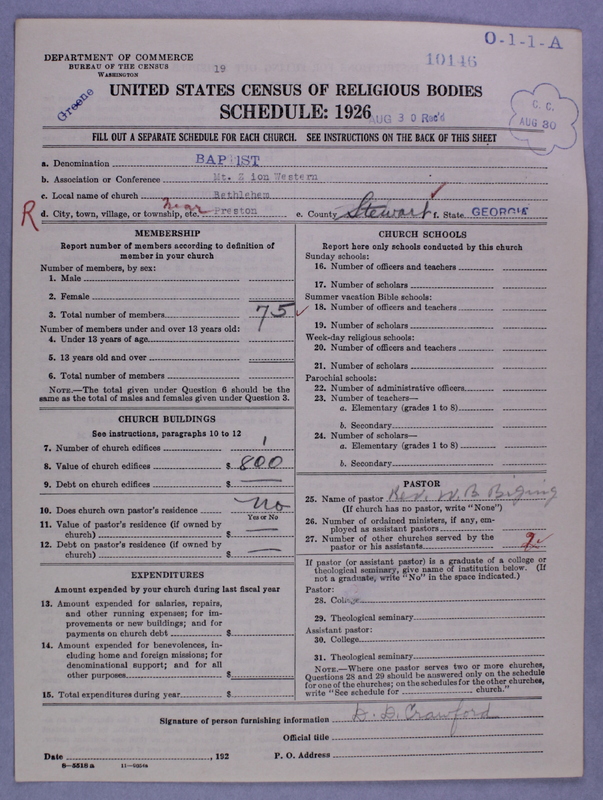 O-1-1-A
10146
DEPARTMENT OF COMMERCE
BUREAU OF THE CENSUS
WASHINGTON
19
Greene
UNITED STATES CENSUS OF RELIGIOUS BODIES
SCHEDULE: 1926
AUG 30 Rec'd
C. C.
AUG 30
FILL OUT A SEPARATE SCHEDULE FOR EACH CHURCH. SEE INSTRUCTIONS ON THE BACK OF THIS SHEET
a. Denomination BAPTIST
b. Association or Conference Mt. Zion Western
c. Local name of church Bethlehem
R d. City, town, village, or township, etc. near Preston e. County Stewart f. State. GEORGIA
MEMBERSHIP
Report number of members according to definition of
member in your church
Number of members, by sex:
1. Male
2. Female
3. Total number of members 75
Number of members under and over 13 years old:
4. Under 13 years of age
5. 13 years old and over
6. Total number of members
NOTE.—The total given under Question 6 should be the
same as the total of males and females given under Question 3.
CHURCH BUILDINGS
See instructions, paragraphs 10 to 12
7. Number of church edifices 1
8. Value of church edifices $ 800
9. Debt on church edifices $ —
10. Does church own pastor's residence No
Yes or No
11. Value of pastor's residence (if owned by
church) $ —
12. Debt on pastor's residence (if owned by
church) $ —
EXPENDITURES
Amount expended by your church during last fiscal year
13. Amount expended for salaries, repairs,
and other running expenses; for im-
provements or new buildings; and for
payments on church debt $
14. Amount expended for benevolences, in-
cluding home and foreign missions; for
denominational support; and for all
other purposes $
15. Total expenditures during year $
CHURCH SCHOOLS
Report here only schools conducted by this church
Sunday schools:
16. Number of officers and teachers
17. Number of scholars
Summer vacation Bible schools:
18. Number of officers and teachers
19. Number of scholars
Week-day religious schools:
20. Number of officers and teachers
21. Number of scholars
Parochial schools:
22. Number of administrative officers
23. Number of teachers—
a. Elementary (grades 1 to 8)
b. Secondary
24. Number of scholars—
a. Elementary (grades 1 to 8)
b. Secondary
PASTOR
25. Name of pastor Rev. W. B.
(If church has no pastor, write "None")
26. Number of ordained ministers, if any, em-
ployed as assistant pastors
27. Number of other churches served by the
pastor or his assistants
If pastor (or assistant pastor) is a graduate of a college or
theological seminary, give name of institution below. (If
not a graduate, write "No" in the space indicated.)
Pastor:
28. College
29. Theological seminary
Assistant pastor:
30. College
31. Theological seminary
NOTE.—Where one pastor serves two or more churches,
Questions 28 and 29 should be answered only on the schedule
for one of the churches; on the schedules for the other churches,
write "See schedule for church."
Signature of person furnishing information D. D. Crawford
Official title
Date , 192 P. O. Address
8—5518 a